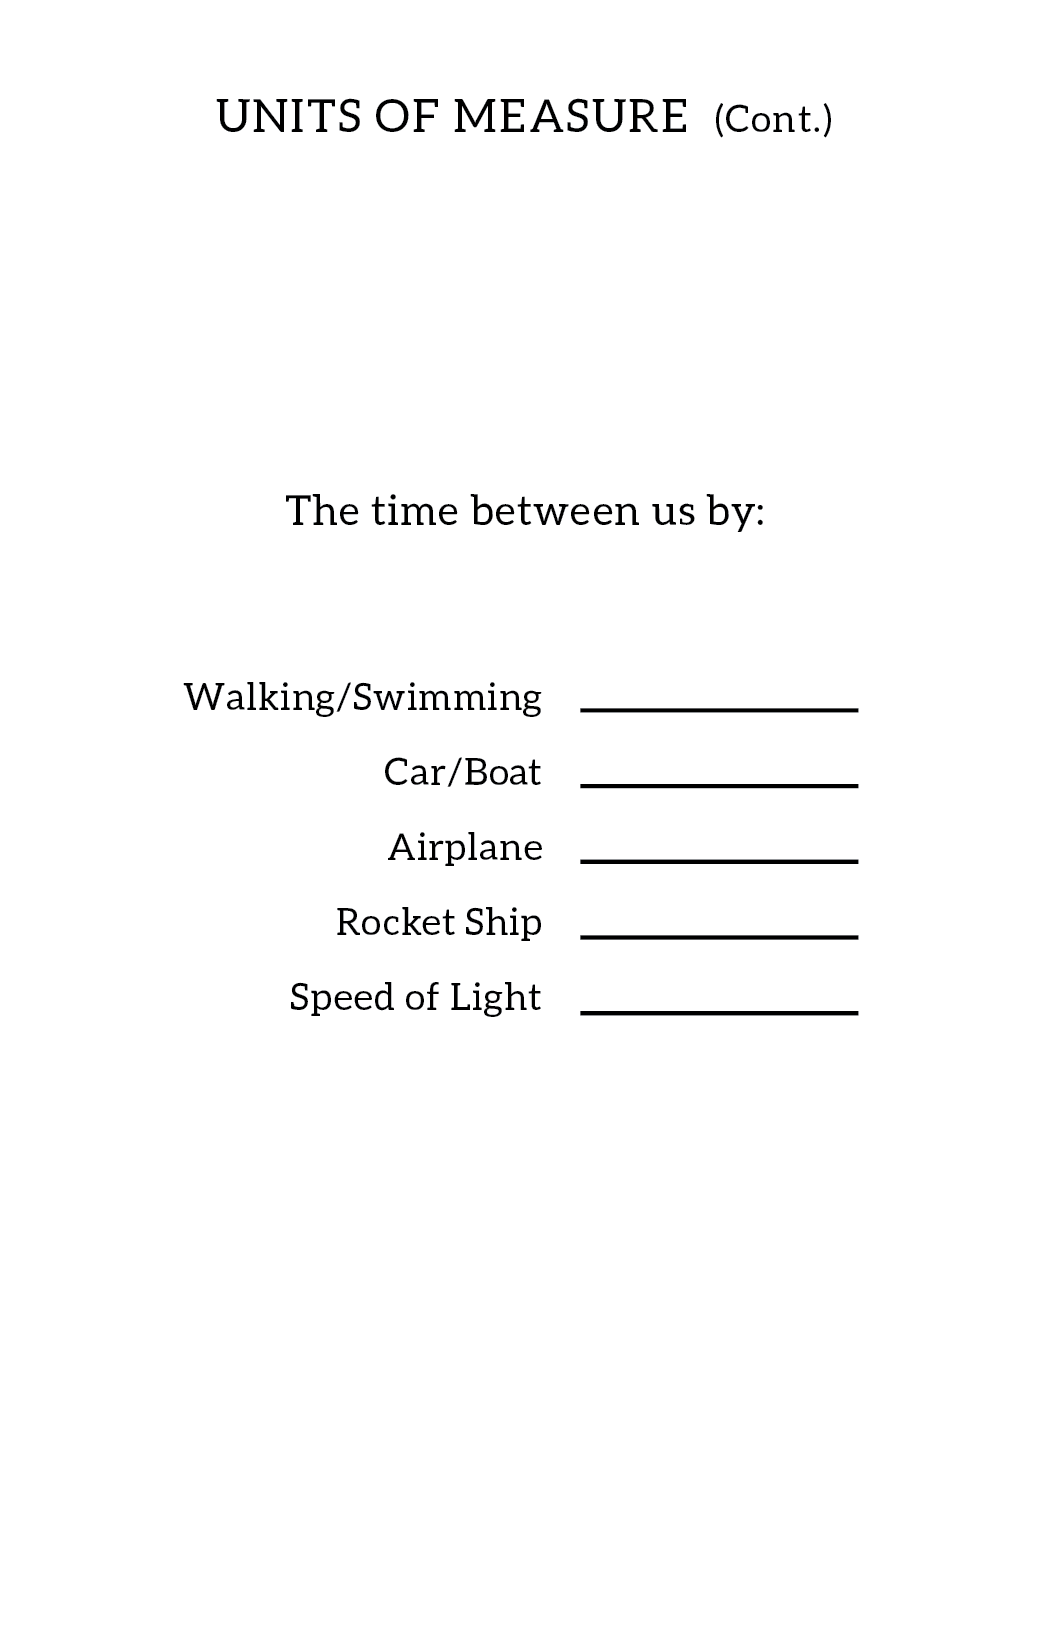 UNITS OF MEASURE (Cont.)
The time between us by:
Walking/Swimming
Car/Boat
Airplane
Rocket Ship
Speed of Light